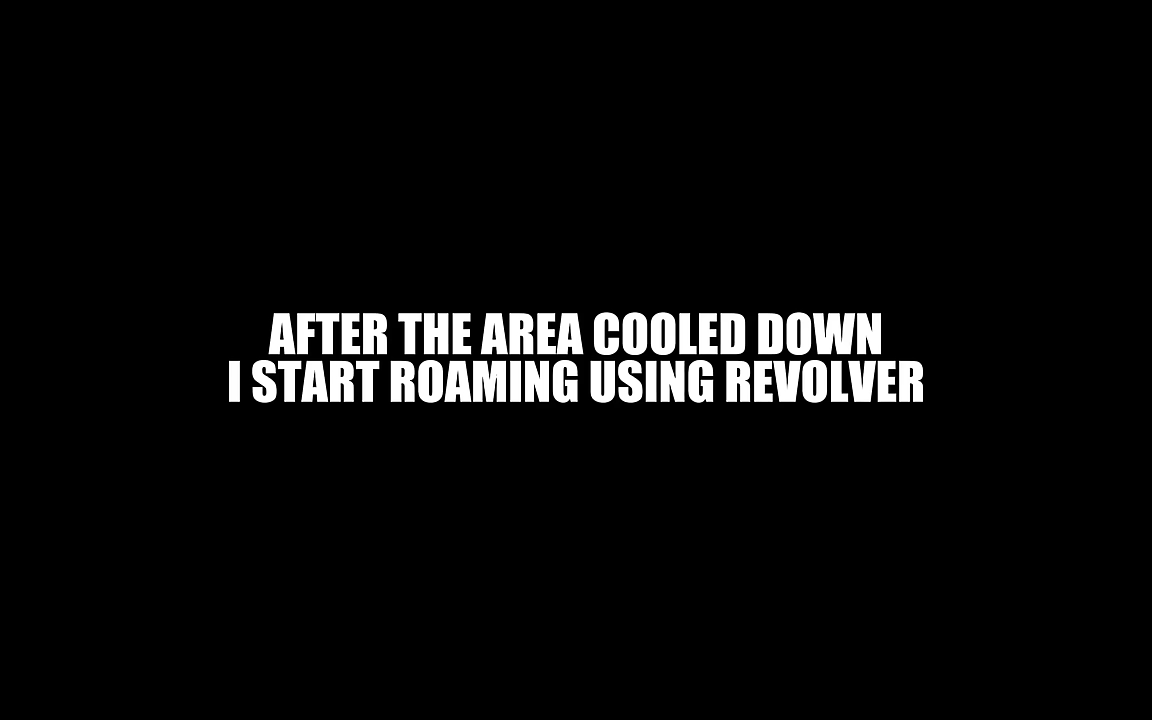 AFTER THE AREA COOLED DOWN
I START ROAMING USING REVOLVER